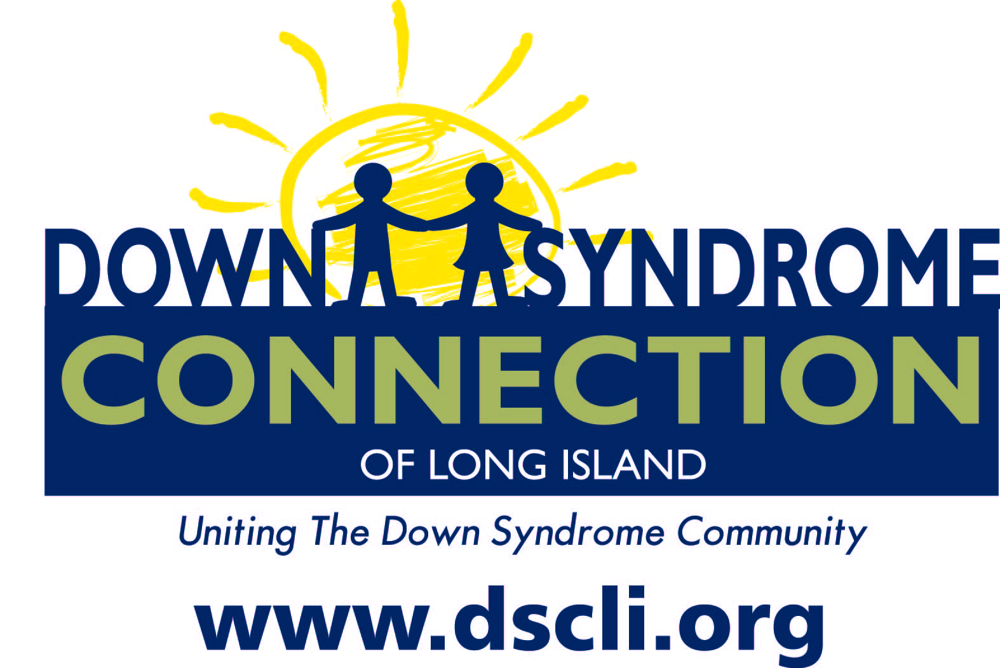 DOWN SYNDROME
CONNECTION
OF LONG ISLAND
Uniting The Down Syndrome Community
www.dscli.org